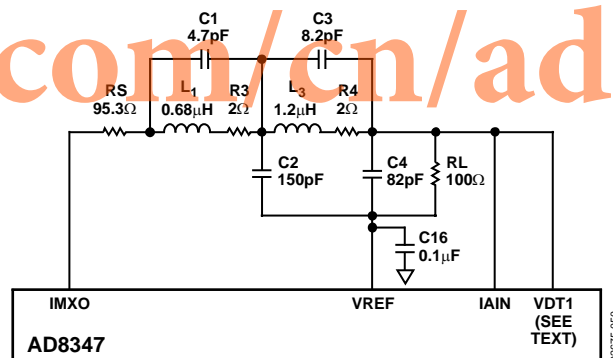 com/cn/ad
C1
4.7pF
C3
8.2pF
RS
95.3Ω
L1
0.68µH
R3
2Ω
L3
1.2µH
R4
2Ω
C2
150pF
C4
82pF
RL
100Ω
C16
0.1µF
IMXO
VREF
IAIN
VDT1
(SEE
TEXT)
AD8347